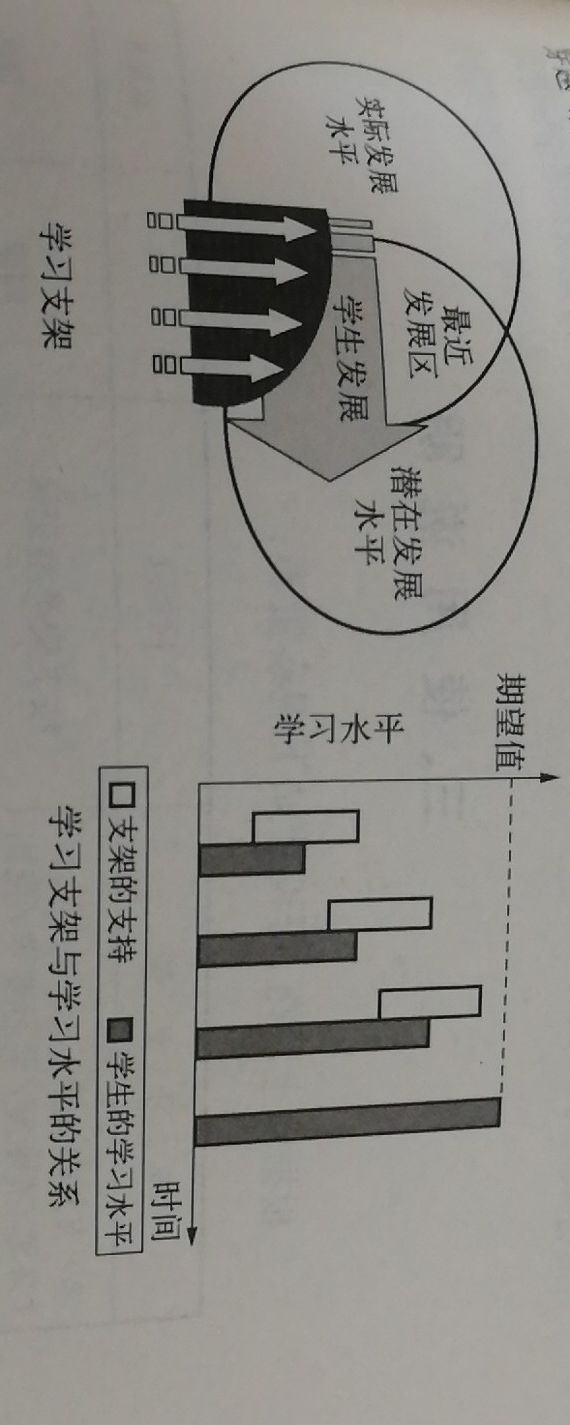 实际发展
水平
最近
发展区
学生发展
潜在发展
水平
学习支架
期望值
学习水平
时间
支架的支持 学生的学习水平
学习支架与学习水平的关系